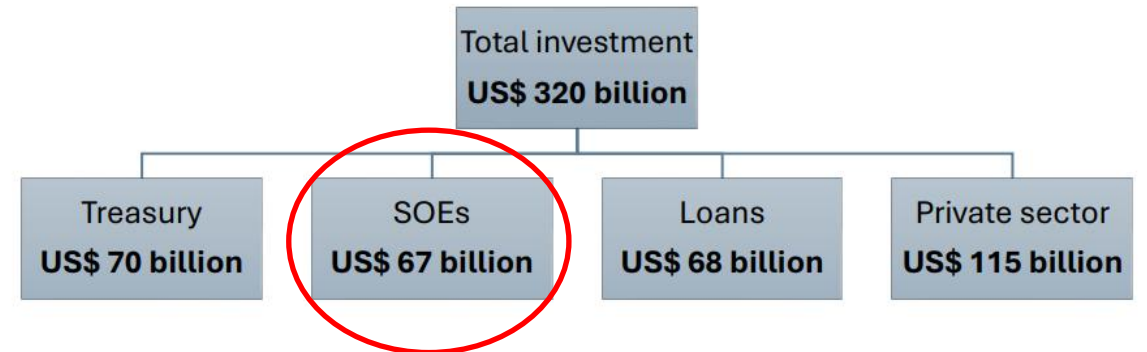 Total investment
US$ 320 billion
Treasury
US$ 70 billion
SOEs
US$ 67 billion
Loans
US$ 68 billion
Private sector
US$ 115 billion